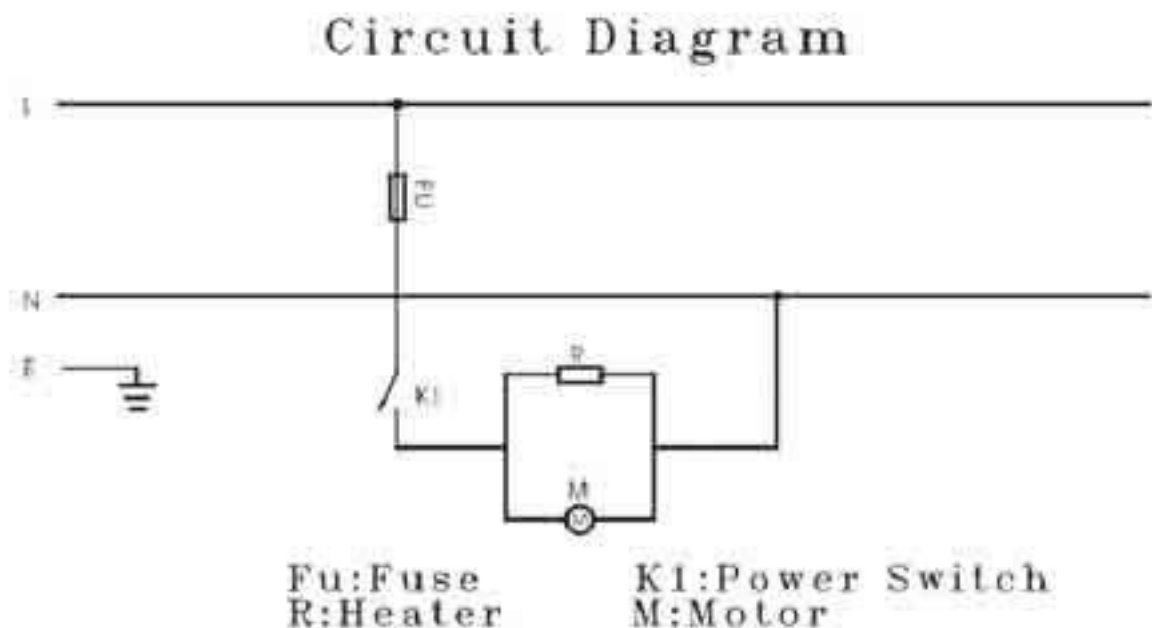 Circuit Diagram
L
FU
N
E
R
K1
M
M
Fu:Fuse K1:Power Switch
R:Heater M:Motor